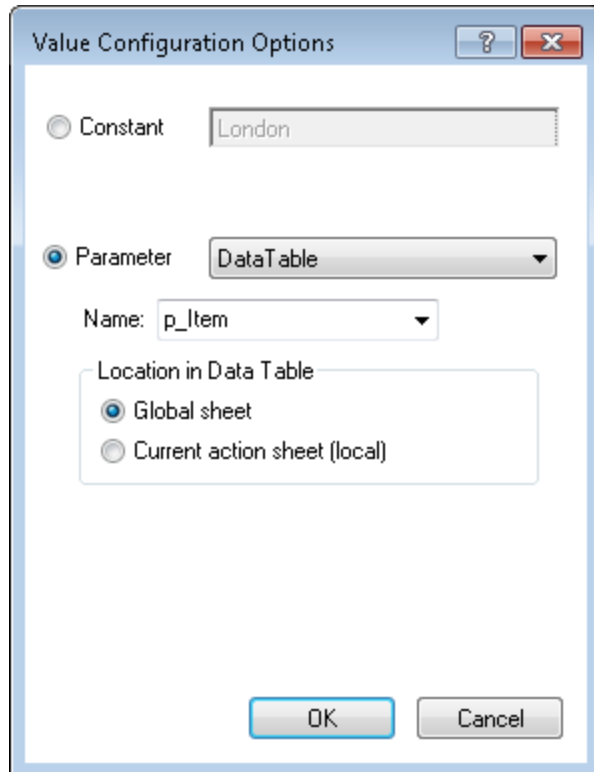 Value Configuration Options
Constant London
Parameter DataTable
Name: p_Item
Location in Data Table
Global sheet
Current action sheet (local)
OK Cancel